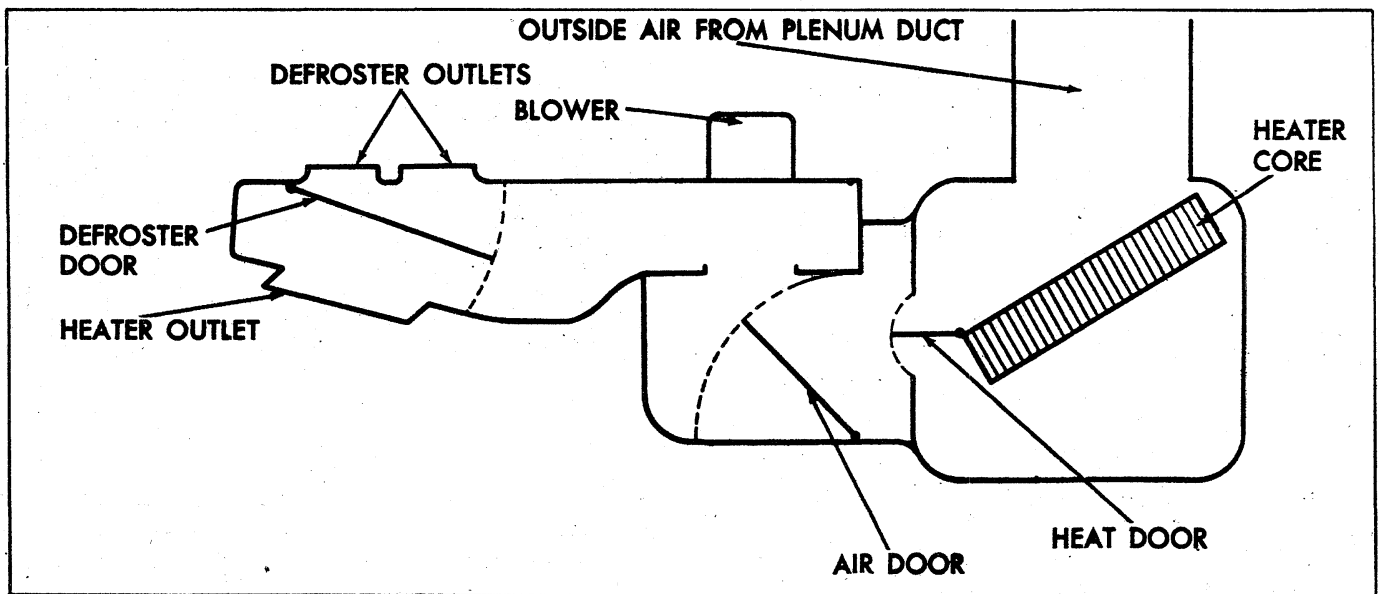 OUTSIDE AIR FROM PLENUM DUCT
DEFROSTER OUTLETS
BLOWER
HEATER
CORE
DEFROSTER
DOOR
HEATER OUTLET
HEAT DOOR
AIR DOOR